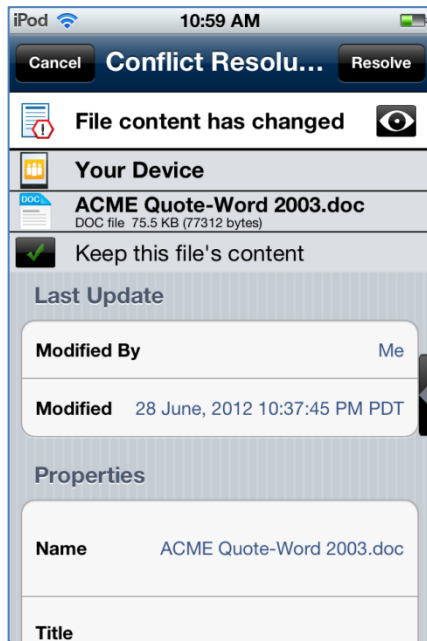 iPod 10:59 AM
Cancel Conflict Resolu... Resolve
File content has changed
Your Device
DOC
ACME Quote-Word 2003.doc
DOC file 75.5 KB (77312 bytes)
Keep this file's content
Last Update
Modified By Me
Modified 28 June, 2012 10:37:45 PM PDT
Properties
Name ACME Quote-Word 2003.doc
Title